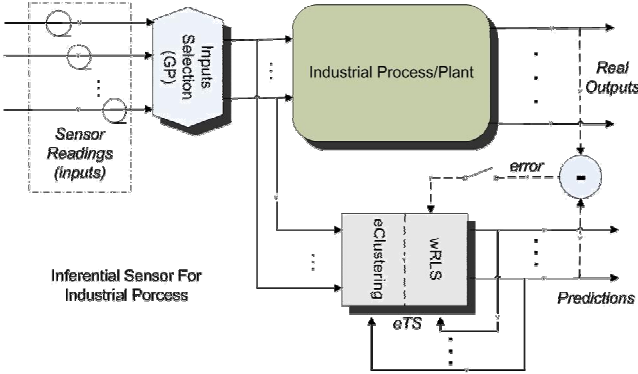 Inputs
Selection
(GP)
Industrial Process/Plant
Real
Outputs
Sensor
Readings
(inputs)
error
-
eClustering
wRLS
Inferential Sensor For
Industrial Porcess
eTS
Predictions